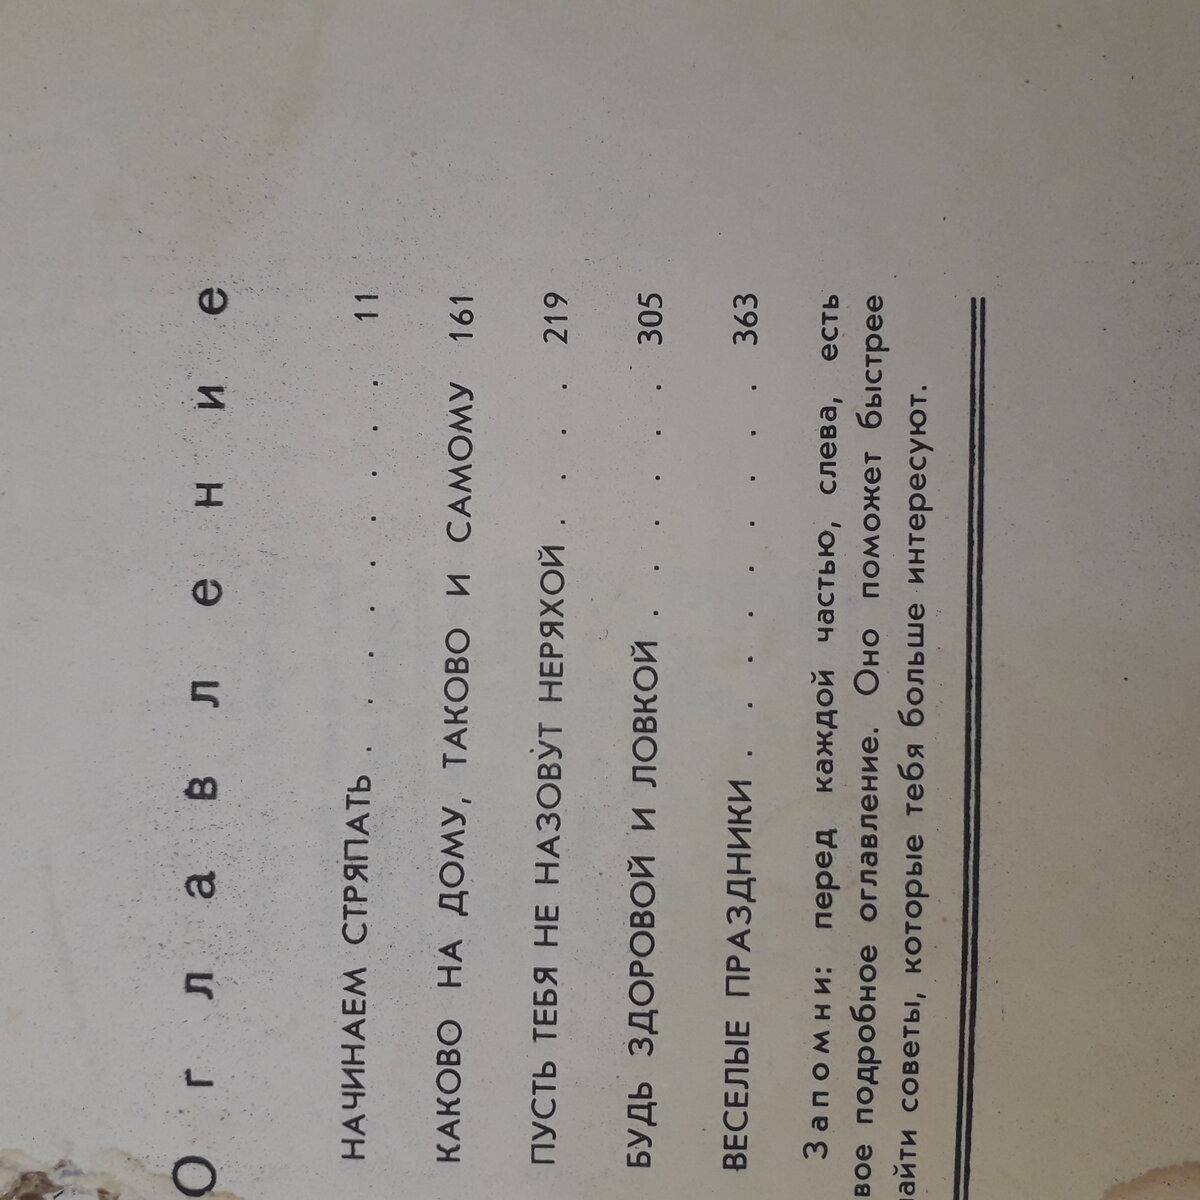 Оглавление
НАЧИНАЕМ СТРЯПАТЬ . . . . . . . . . 11
КАКОВО НА ДОМУ, ТАКОВО И САМОМУ 161
ПУСТЬ ТЕБЯ НЕ НАЗОВУТ НЕРЯХОЙ . . . . 219
БУДЬ ЗДОРОВОЙ И ЛОВКОЙ . . . . . . 305
ВЕСЕЛЫЕ ПРАЗДНИКИ . . . . . . . . . 363
Запомни: перед каждой частью, слева, есть
вое подробное оглавление. Оно поможет быстрее
айти советы, которые тебя больше интересуют.